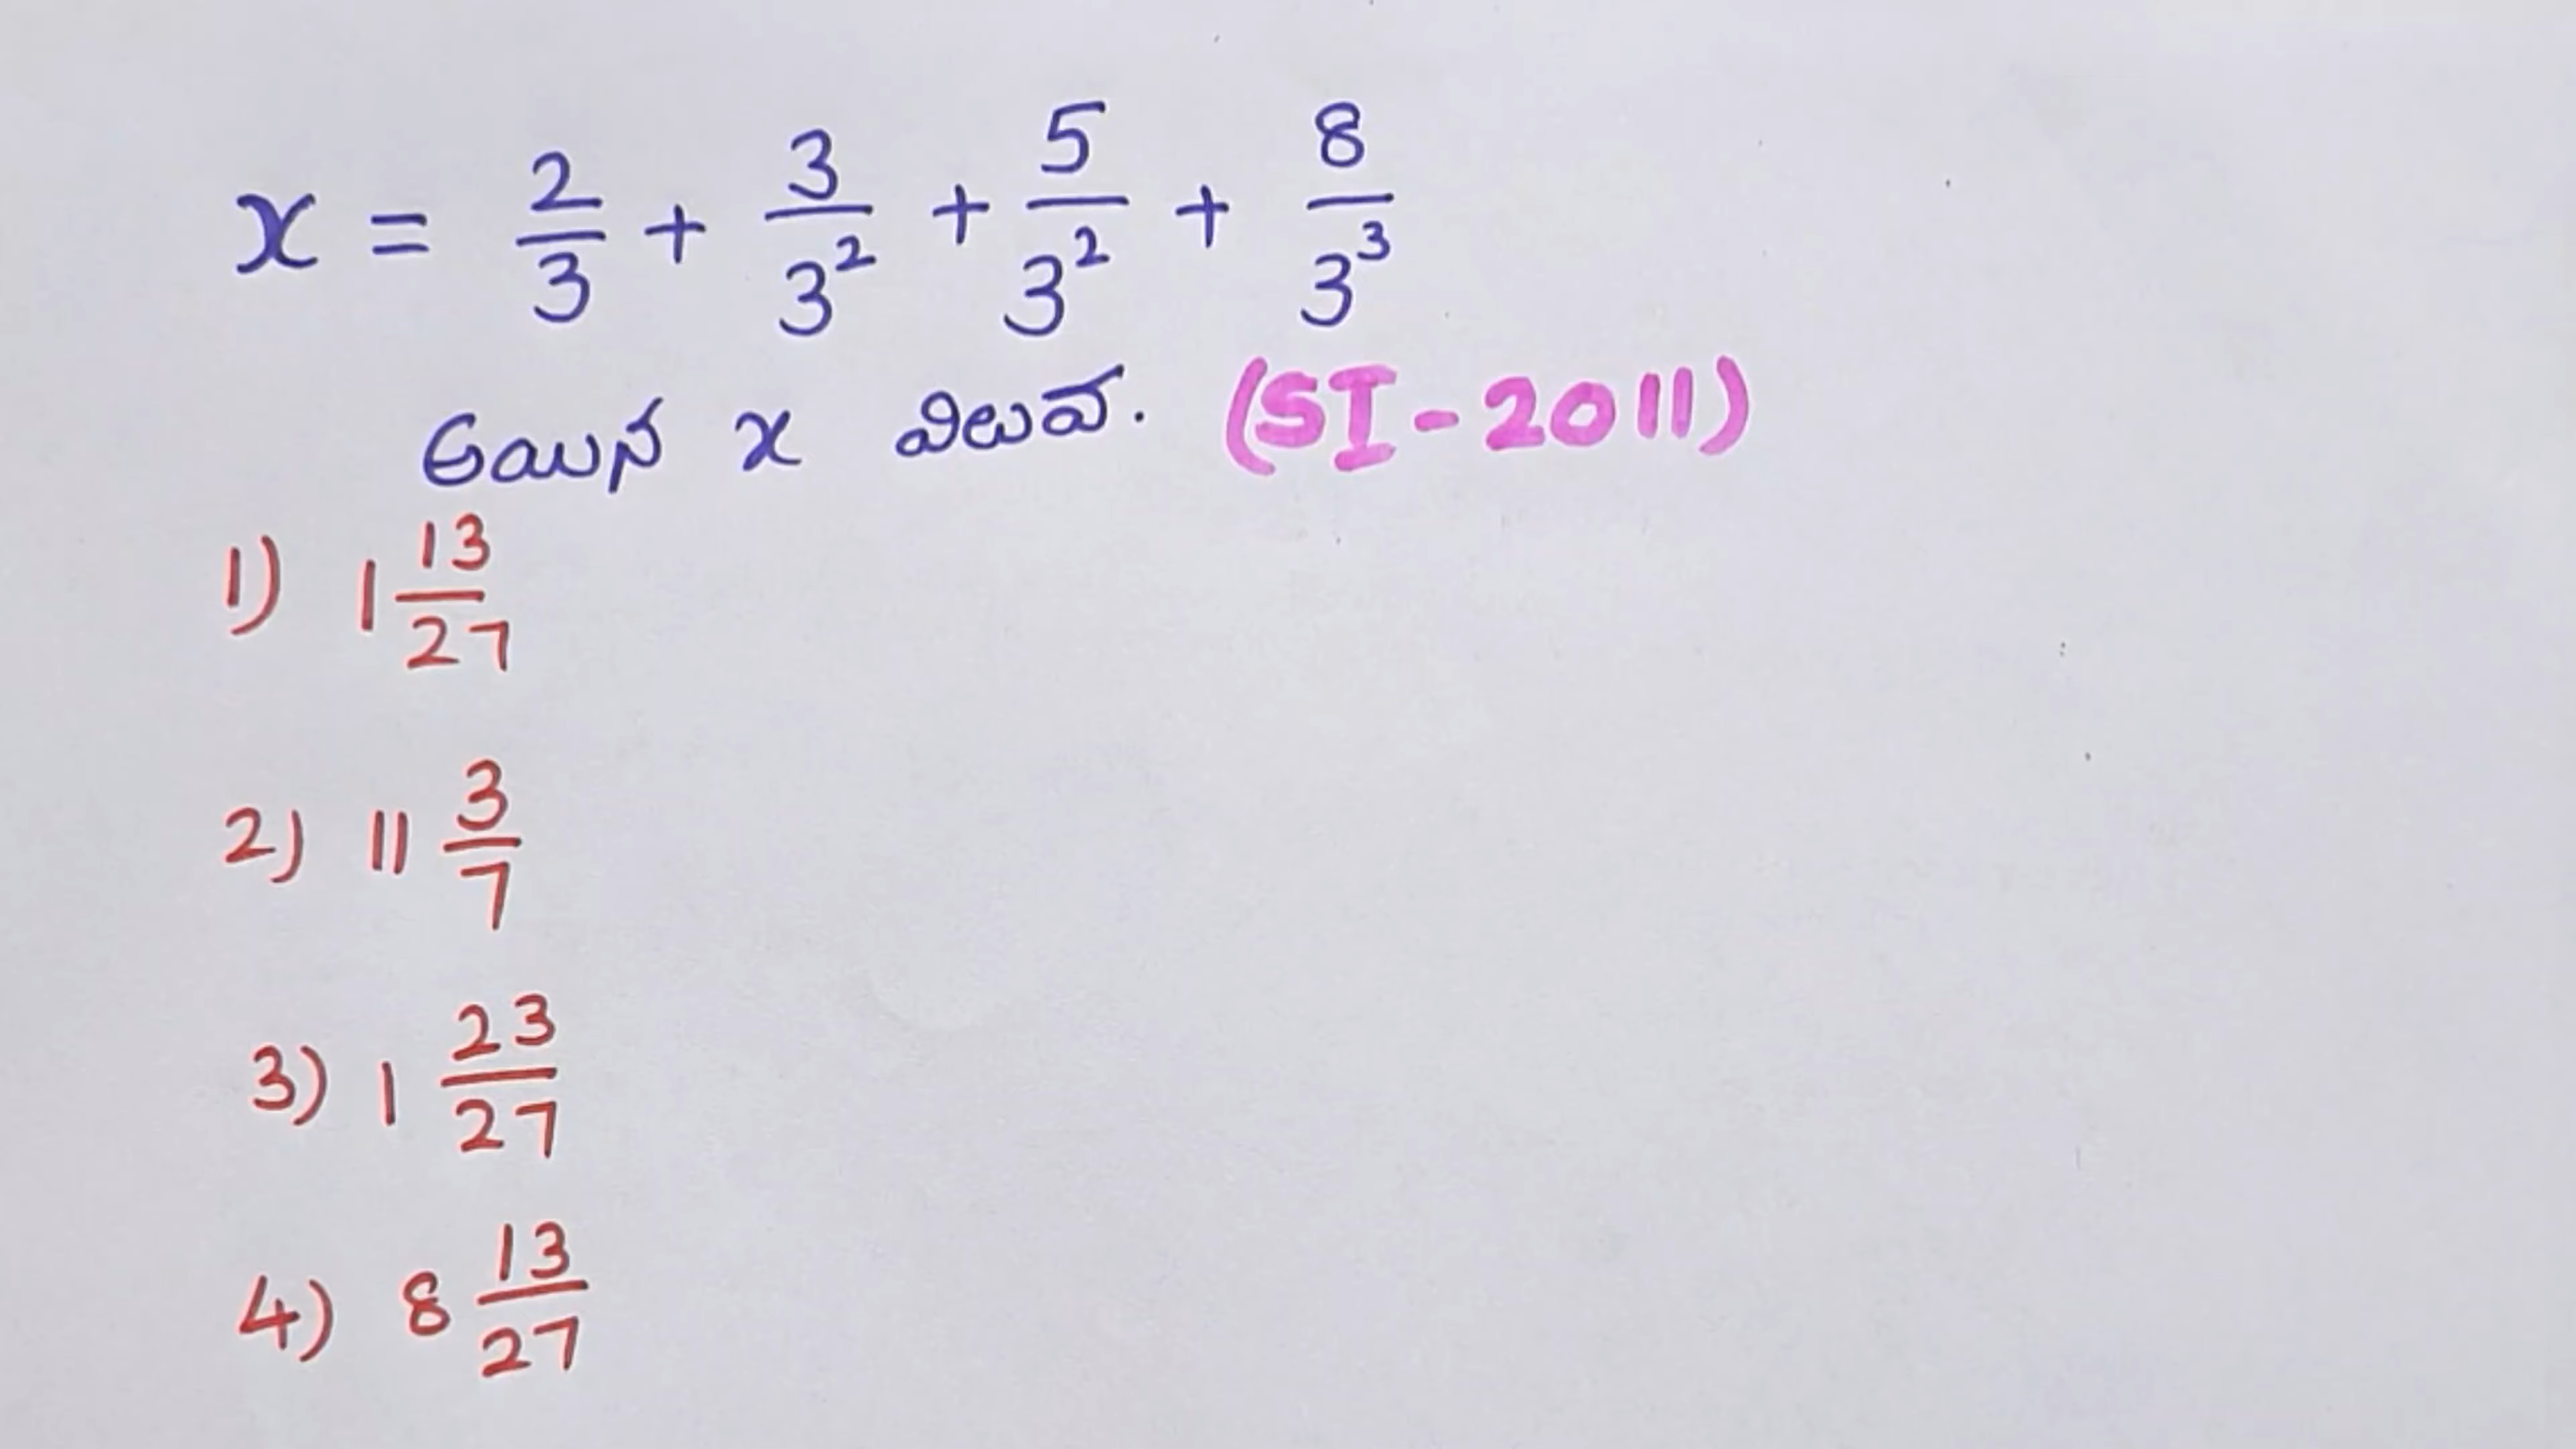 x = 2/3 + 3/3² + 5/3² + 8/3³
అయిన x విలువ. (SI-2011)
1) 1 13/27
2) 11 3/7
3) 1 23/27
4) 8 13/27